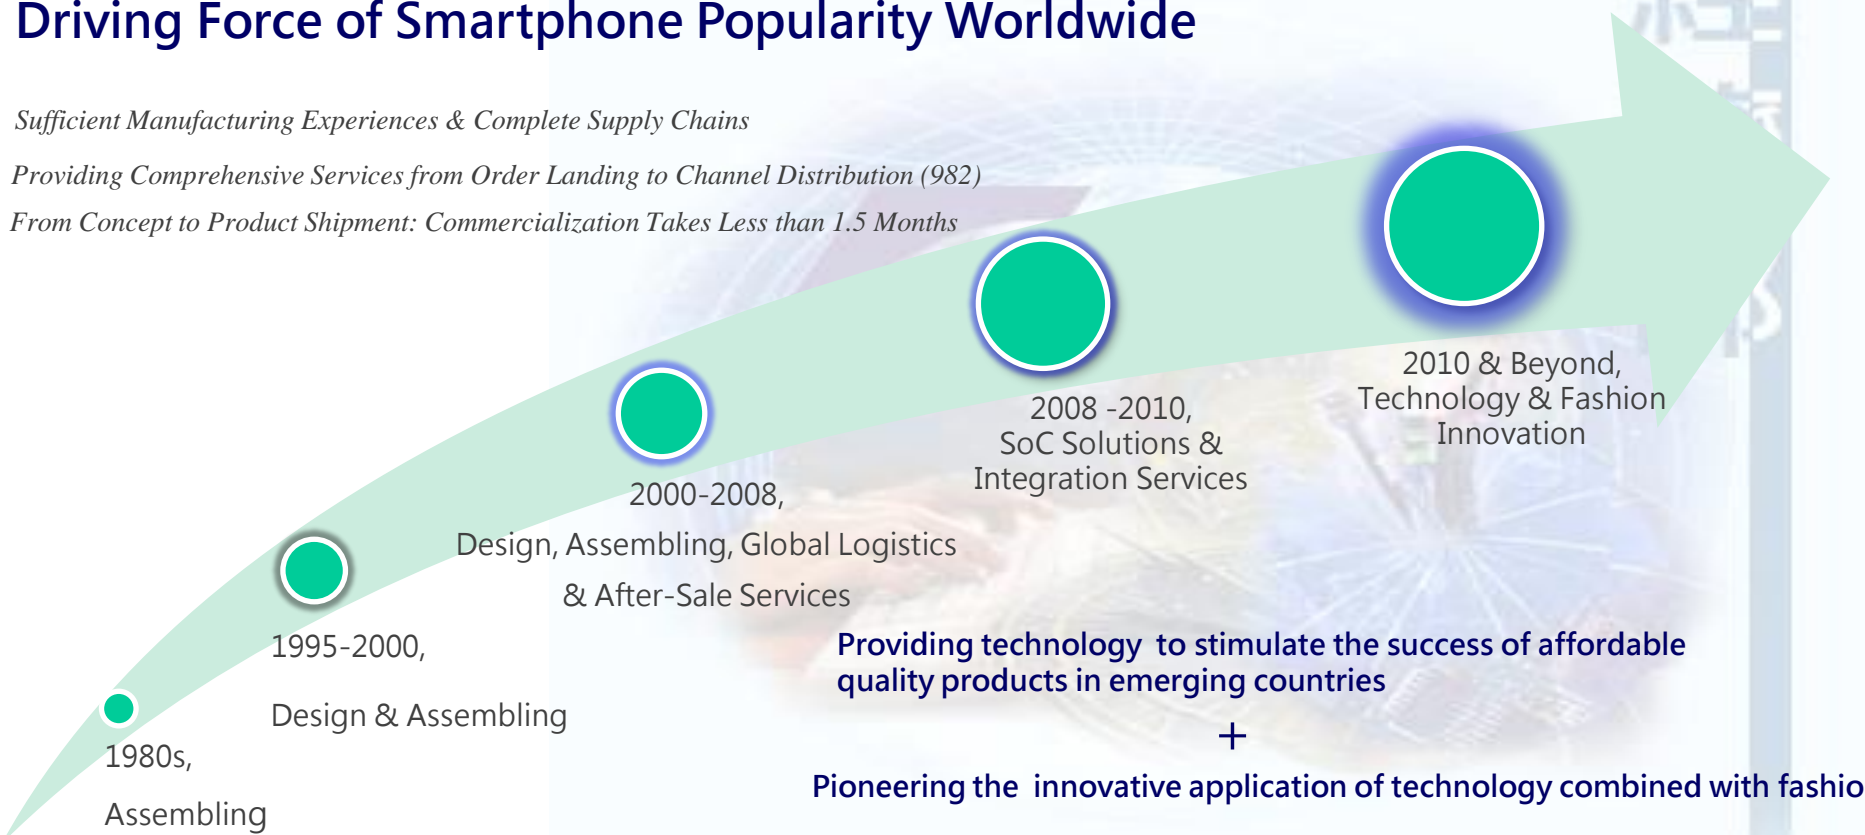 Driving Force of Smartphone Popularity Worldwide
Sufficient Manufacturing Experiences & Complete Supply Chains
Providing Comprehensive Services from Order Landing to Channel Distribution (982)
From Concept to Product Shipment: Commercialization Takes Less than 1.5 Months
2010 & Beyond,
Technology & Fashion
Innovation
2008 -2010,
SoC Solutions &
Integration Services
2000-2008,
Design, Assembling, Global Logistics
& After-Sale Services
1995-2000,
Design & Assembling
1980s,
Assembling
Providing technology to stimulate the success of affordable
quality products in emerging countries
+
Pioneering the innovative application of technology combined with fashio